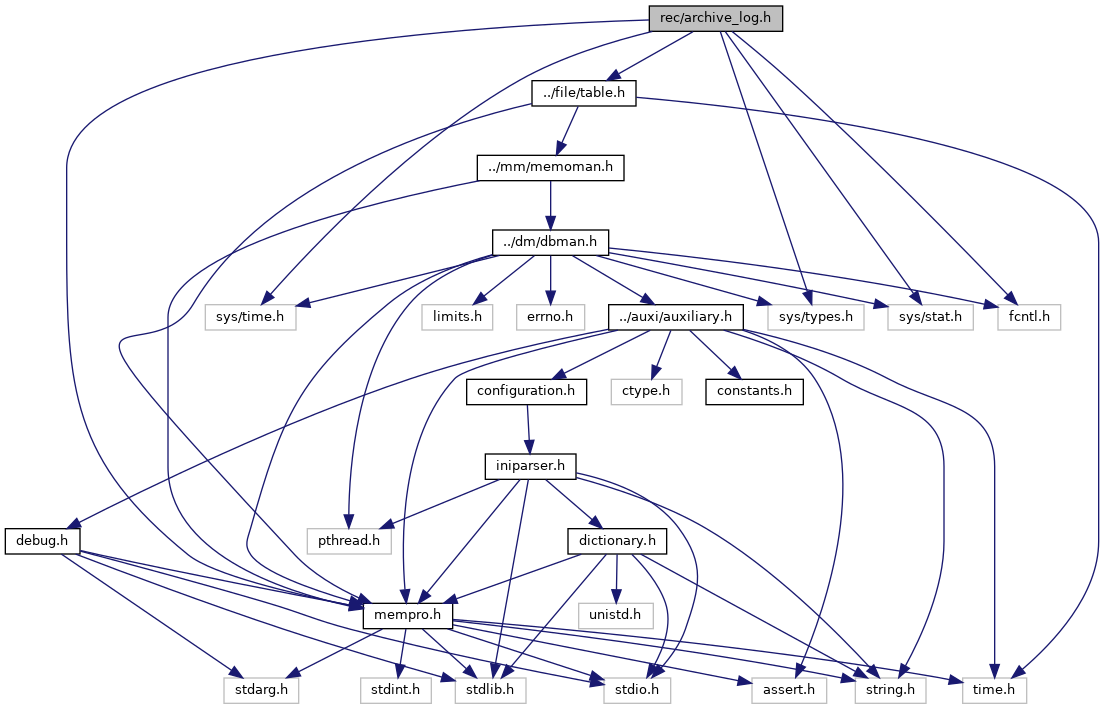 rec/archive_log.h
../file/table.h
../mm/memoman.h
../dm/dbman.h
sys/time.h
limits.h
errno.h
../auxi/auxiliary.h
sys/types.h
sys/stat.h
fcntl.h
configuration.h
ctype.h
constants.h
iniparser.h
debug.h
pthread.h
dictionary.h
mempro.h
unistd.h
stdarg.h
stdint.h
stdlib.h
stdio.h
assert.h
string.h
time.h